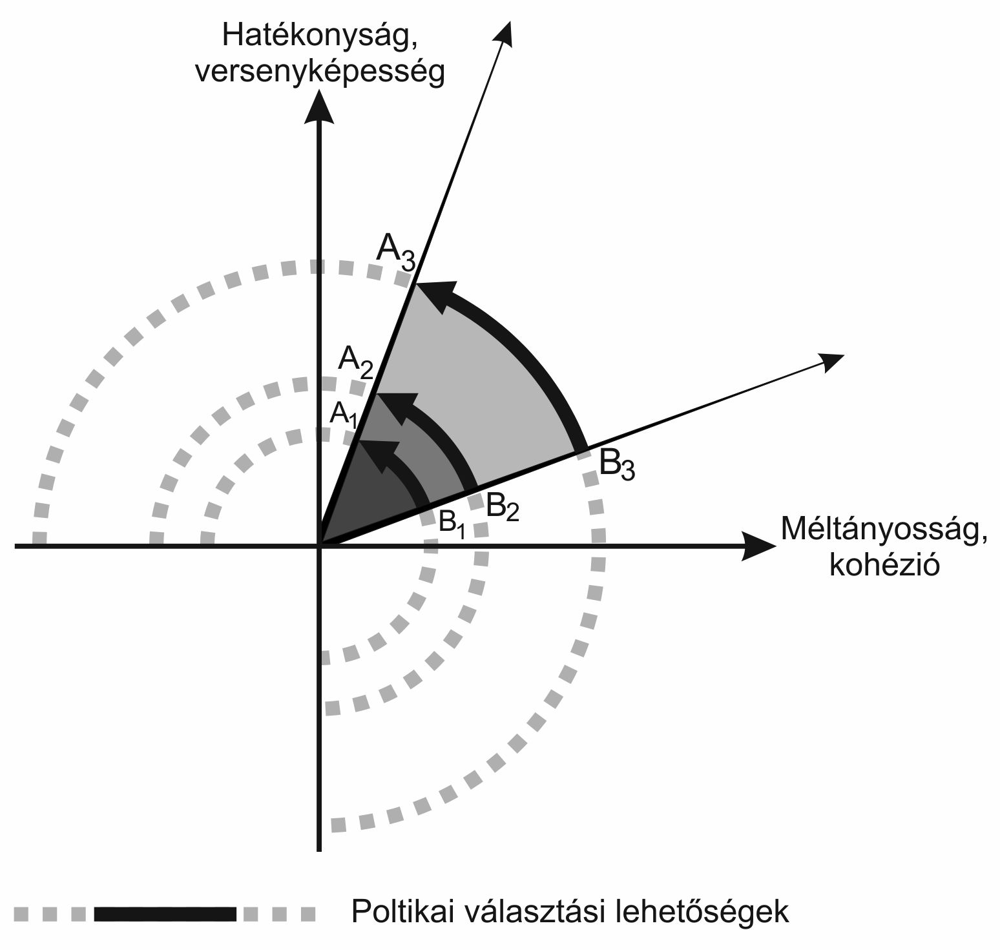 Hatékonyság,
versenyképesség
A3
A2
A1
B3
B2
B1
Méltányosság,
kohézió
Poltikai választási lehetőségek